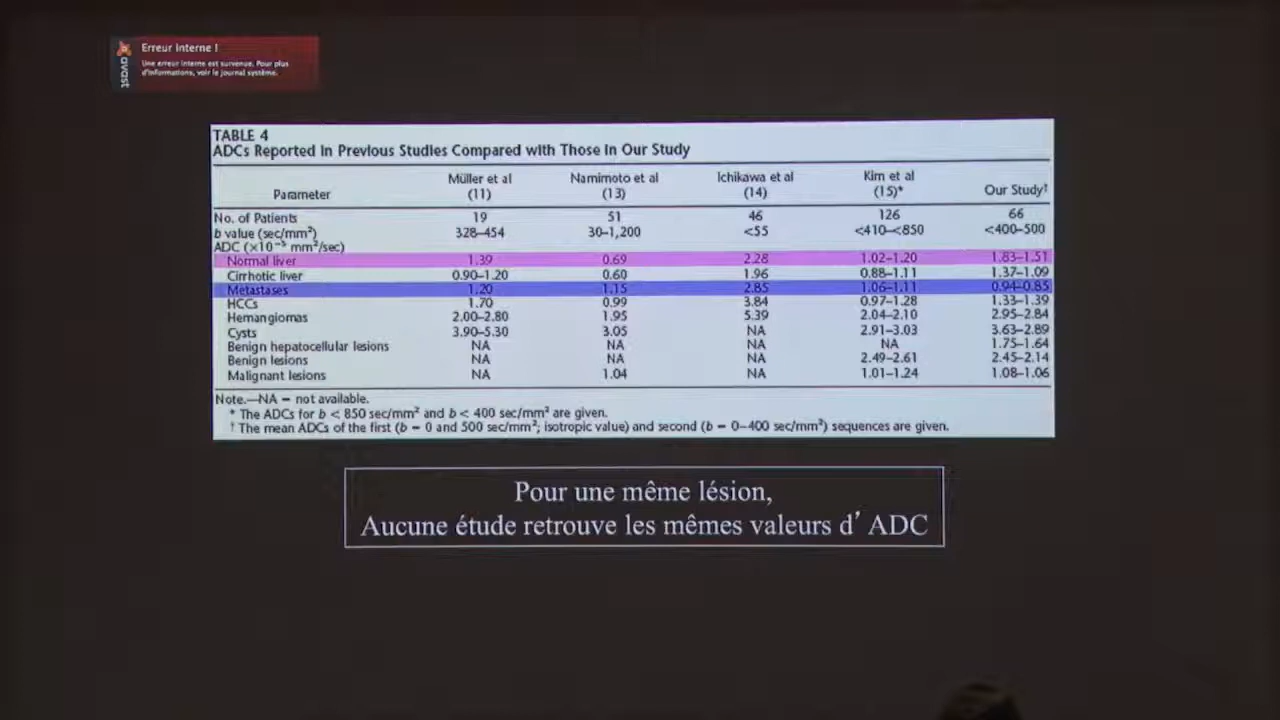 Erreur Interne !
Une erreur interne est survenue. Pour plus
d'informations, voir le journal système.
avast
TABLE 4
ADCs Reported in Previous Studies Compared with Those in Our Study
Parameter Müller et al (11) Namimoto et al (13) Ichikawa et al (14) Kim et al (15)* Our Study†
No. of Patients 19 51 46 126 66
b value (sec/mm²) 328–454 30–1,200 <55 <410–<850 <400–500
ADC (×10⁻³ mm²/sec)
Normal liver 1.39 0.69 2.28 1.02–1.20 1.83–1.51
Cirrhotic liver 0.90–1.20 0.60 1.96 0.88–1.11 1.37–1.09
Metastases 1.20 1.15 2.85 1.06–1.11 0.94–0.85
HCCs 1.70 0.99 3.84 0.97–1.28 1.33–1.39
Hemangiomas 2.00–2.80 1.95 5.39 2.04–2.10 2.95–2.84
Cysts 3.90–5.30 3.05 NA 2.91–3.03 3.63–2.89
Benign hepatocellular lesions NA NA NA NA 1.75–1.64
Benign lesions NA NA NA 2.49–2.61 2.45–2.14
Malignant lesions NA 1.04 NA 1.01–1.24 1.08–1.06
Note.—NA = not available.
* The ADCs for b < 850 sec/mm² and b < 400 sec/mm² are given.
† The mean ADCs of the first (b = 0 and 500 sec/mm²; isotropic value) and second (b = 0–400 sec/mm²) sequences are given.
Pour une même lésion,
Aucune étude retrouve les mêmes valeurs d' ADC